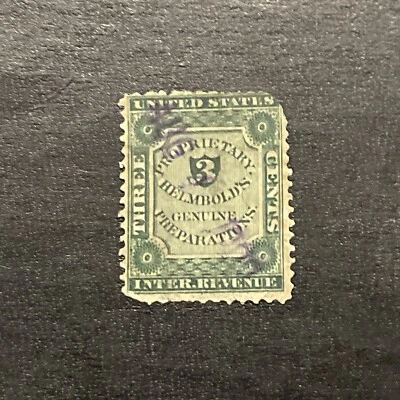 UNITED STATES
THREE
CENTS
PROPRIETARY
3
HELMBOLD'S
GENUINE
PREPARATIONS.
INTER. REVENUE